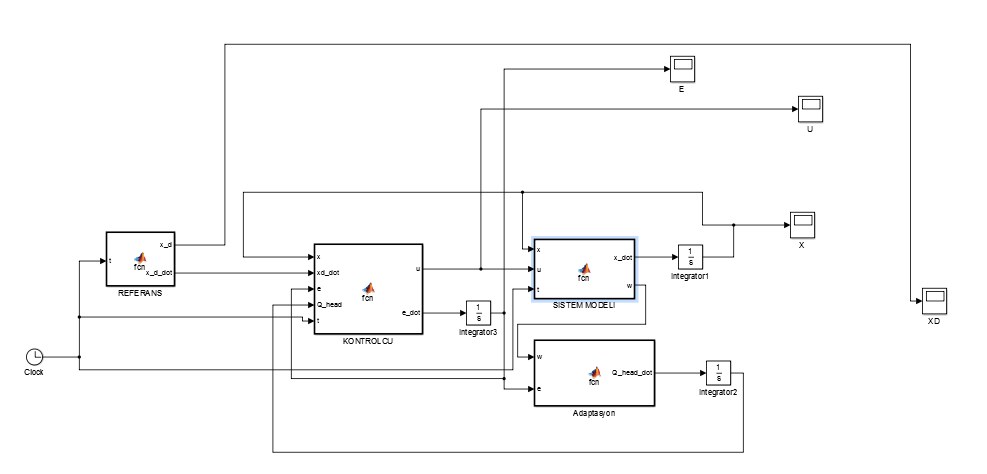 E
U
X
XD
t
fcn
x_d
x_d_dot
REFERANS
x
xd_dot
e
Q_head
t
fcn
u
e_dot
KONTROLCU
1
s
Integrator3
x
u
t
fcn
x_dot
w
SISTEM MODELI
1
s
Integrator1
w
e
fcn
Q_head_dot
Adaptasyon
1
s
Integrator2
Clock